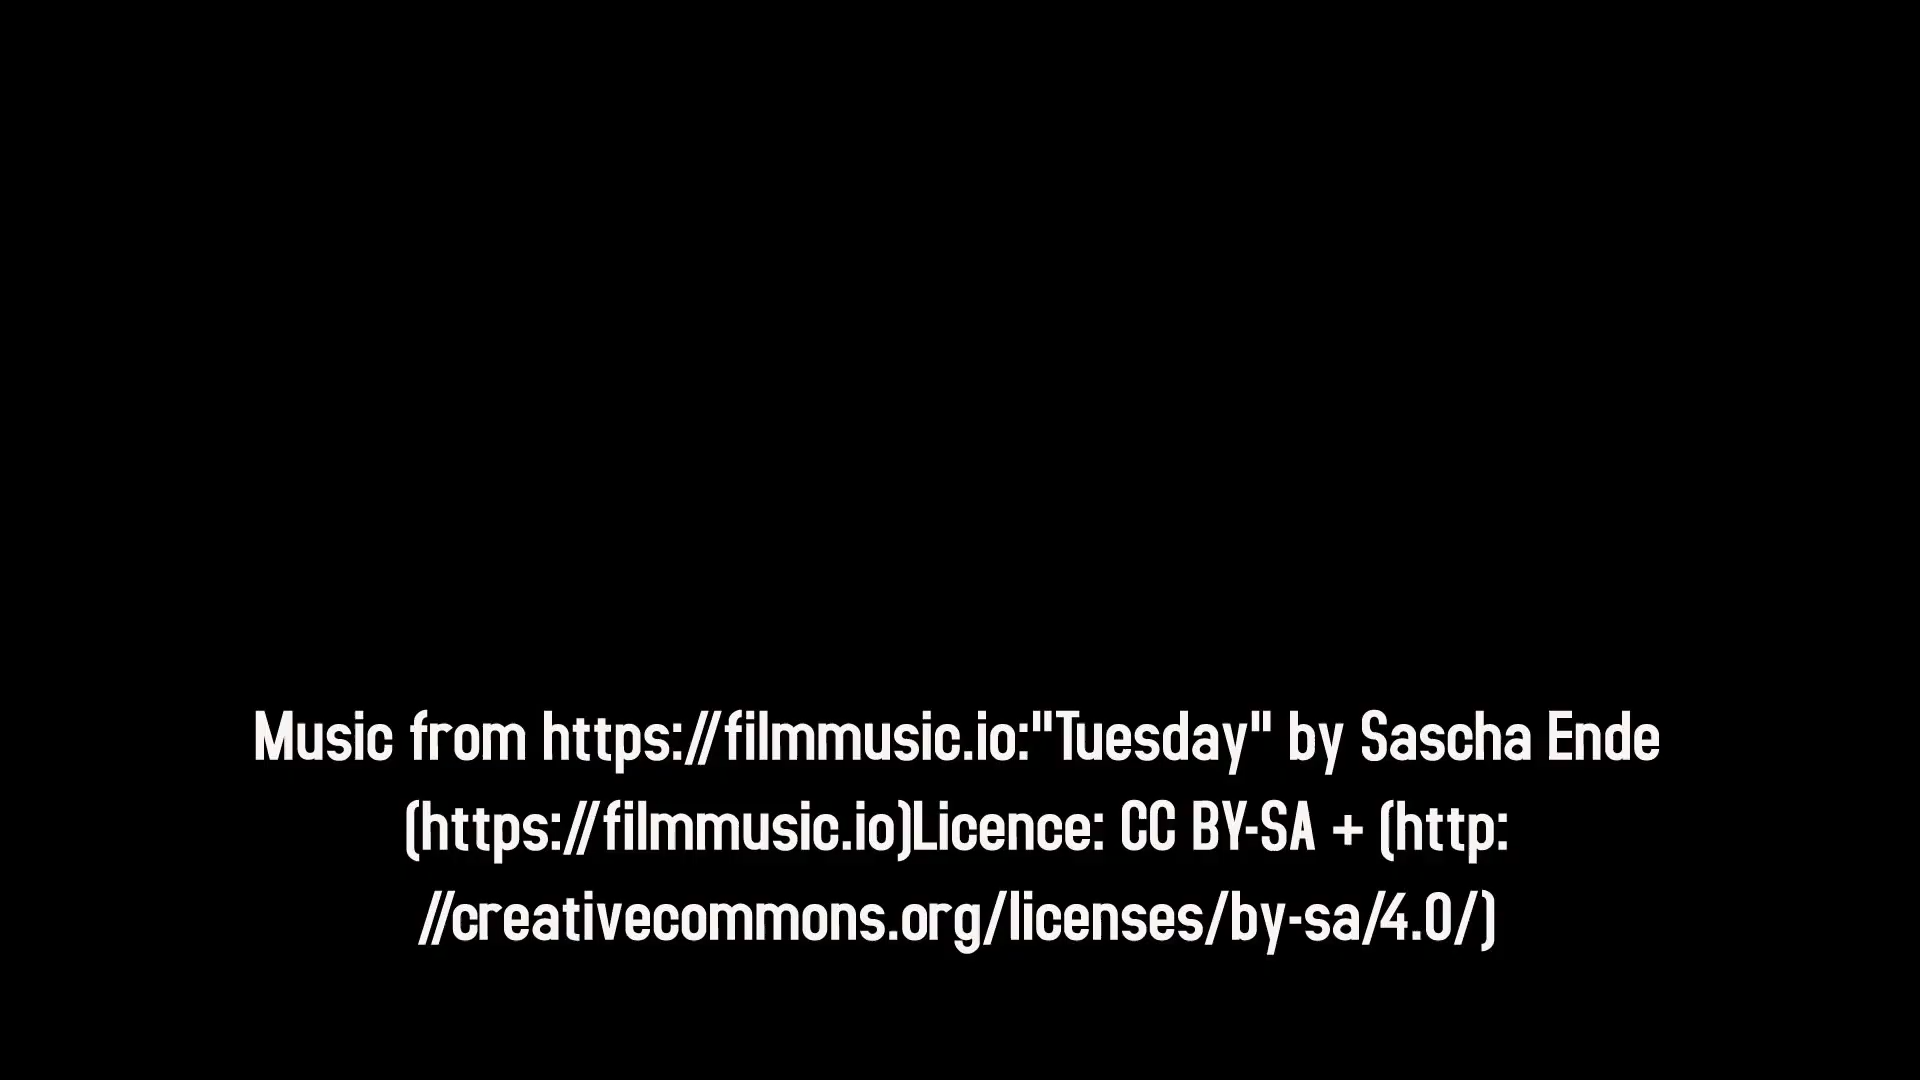 Music from https://filmmusic.io:"Tuesday" by Sascha Ende
(https://filmmusic.io)Licence: CC BY-SA + (http:
//creativecommons.org/licenses/by-sa/4.0/)